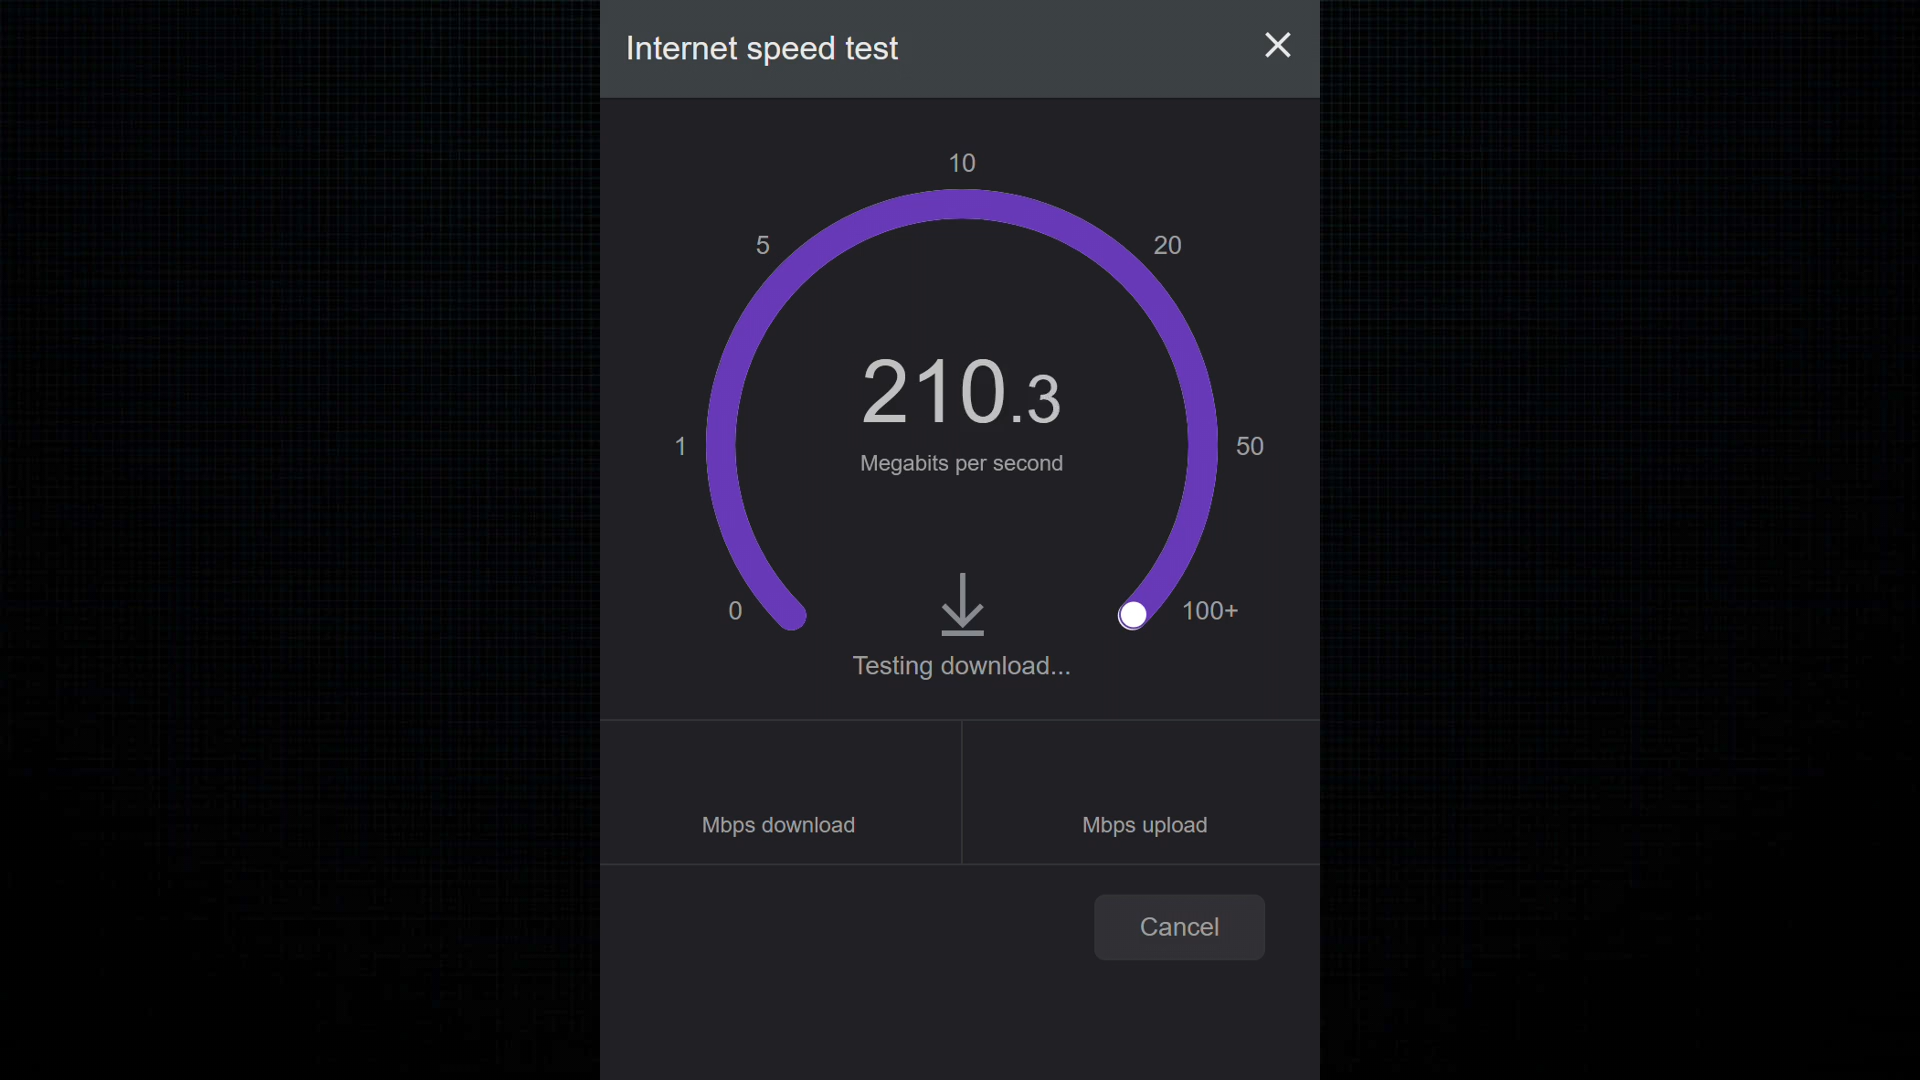 Internet speed test
10
5
20
210.3
1
50
Megabits per second
0
100+
Testing download...
Mbps download
Mbps upload
Cancel